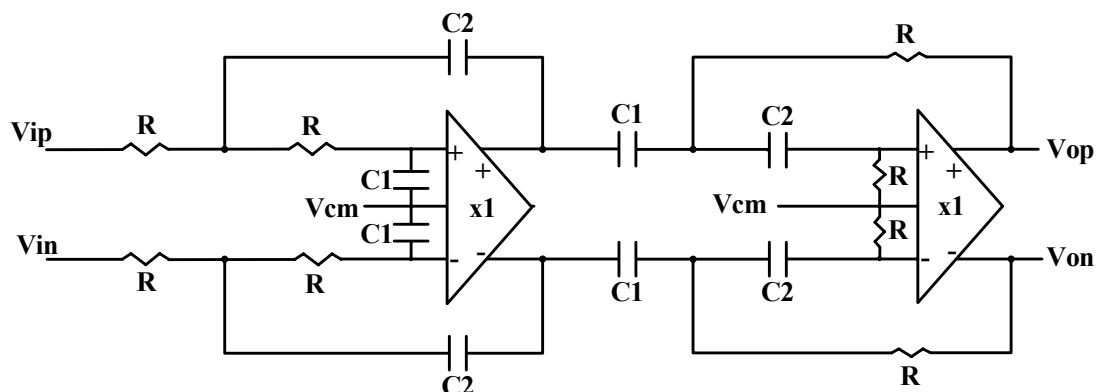 C2
R
Vip
R
R
C1
C2
Vop
+
+
+
+
C1
R
Vcm
x1
Vcm
x1
C1
R
Vin
-
-
-
-
Von
R
R
C1
C2
C2
R